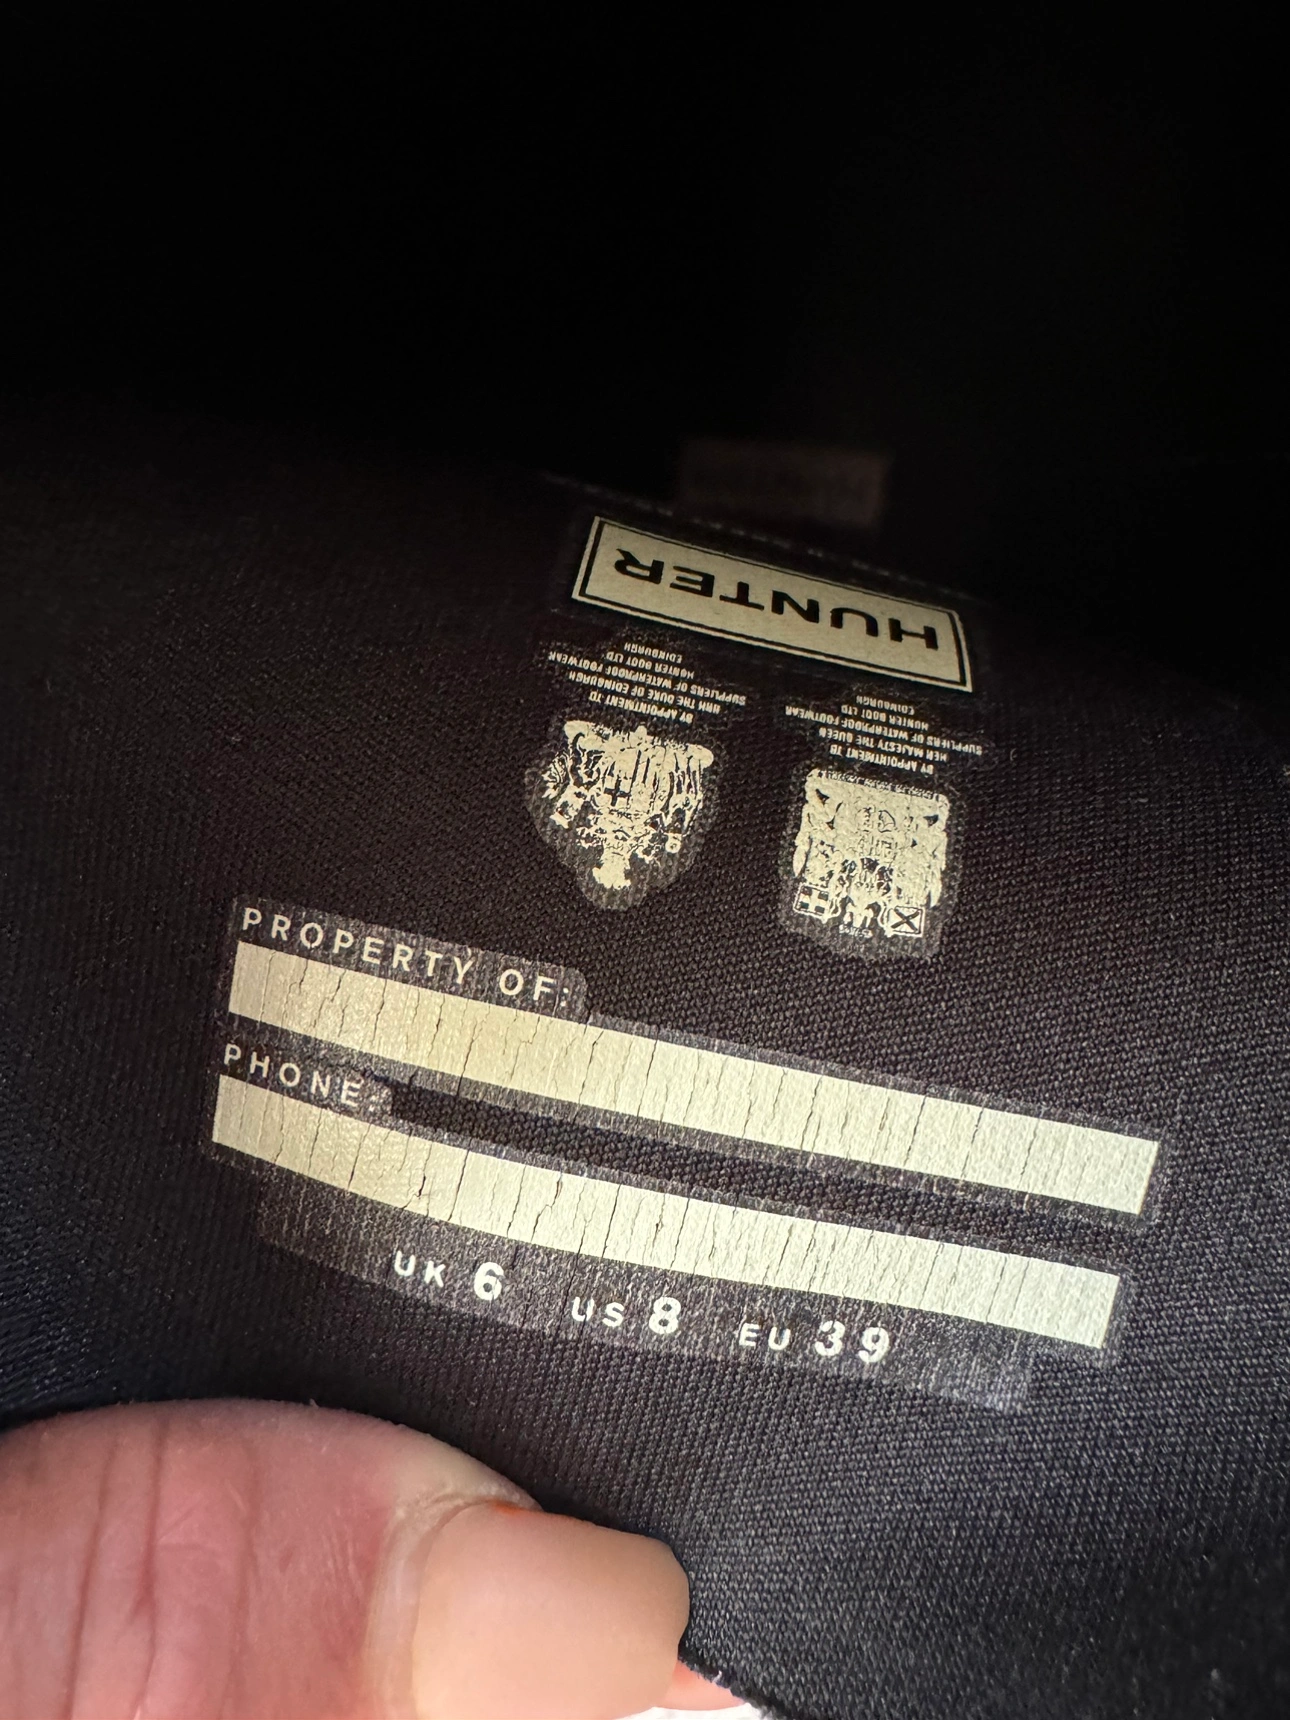 HUNTER
BY APPOINTMENT TO
HER MAJESTY THE QUEEN
SUPPLIERS OF WATERPROOF FOOTWEAR
HUNTER BOOT LTD
EDINBURGH
BY APPOINTMENT TO
HRH THE DUKE OF EDINBURGH
SUPPLIERS OF WATERPROOF FOOTWEAR
HUNTER BOOT LTD
EDINBURGH
PROPERTY OF:
PHONE:
UK 6 US 8 EU 39